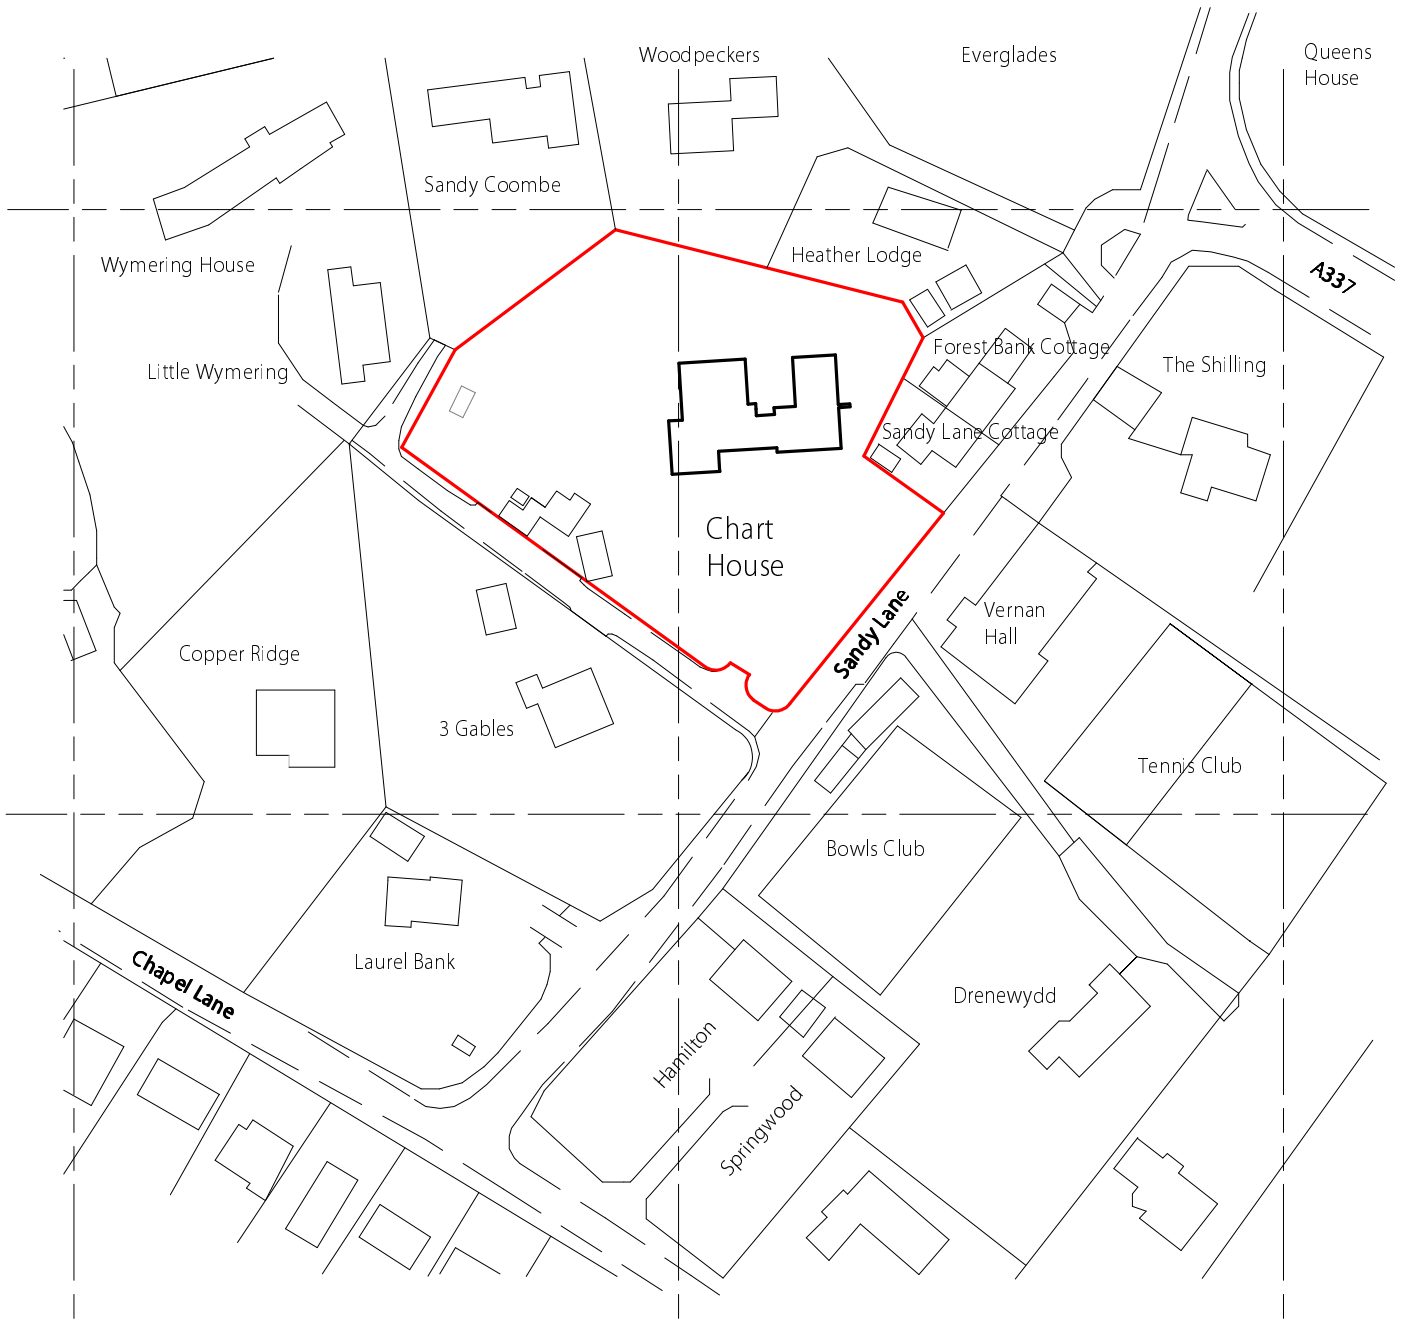 Woodpeckers
Everglades
Queens
House
Sandy Coombe
Wymering House
Heather Lodge
A337
Forest Bank Cottage
The Shilling
Little Wymering
Sandy Lane Cottage
Chart
House
Vernan
Hall
Sandy Lane
Copper Ridge
3 Gables
Tennis Club
Bowls Club
Laurel Bank
Chapel Lane
Drenewydd
Hamilton
Springwood